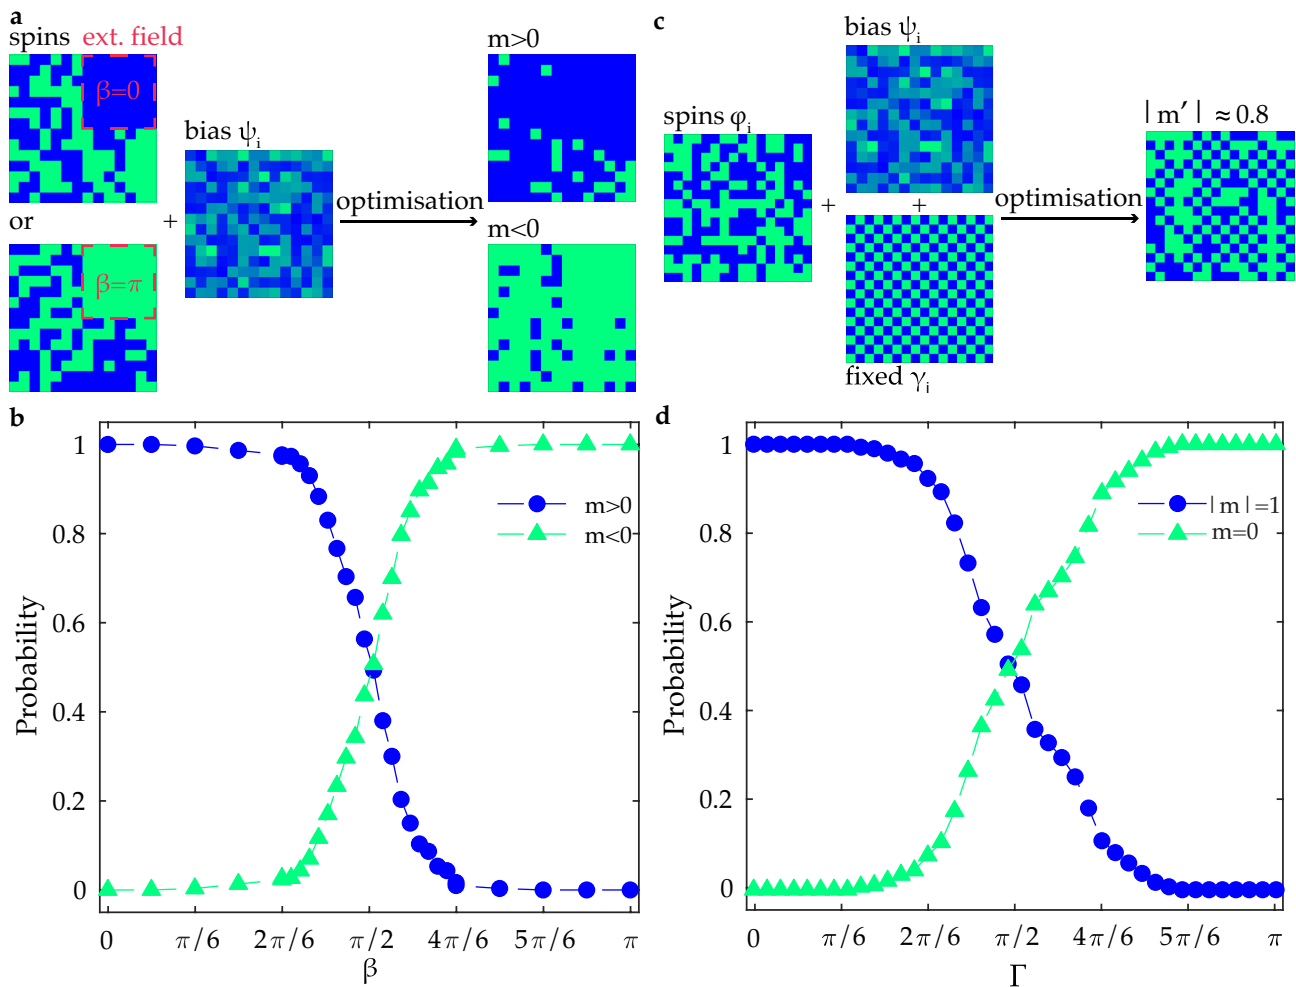 a
spins ext. field
β=0
or
β=π
+
bias ψi
optimisation
m>0
m<0
c
spins φi
+
bias ψi
+
fixed γi
optimisation
|m′| ≈0.8
b
Probability
1
0.8
0.6
0.4
0.2
0
m>0
m<0
0 π/6 2π/6 π/2 4π/6 5π/6 π
β
d
Probability
1
0.8
0.6
0.4
0.2
0
|m|=1
m=0
0 π/6 2π/6 π/2 4π/6 5π/6 π
Γ